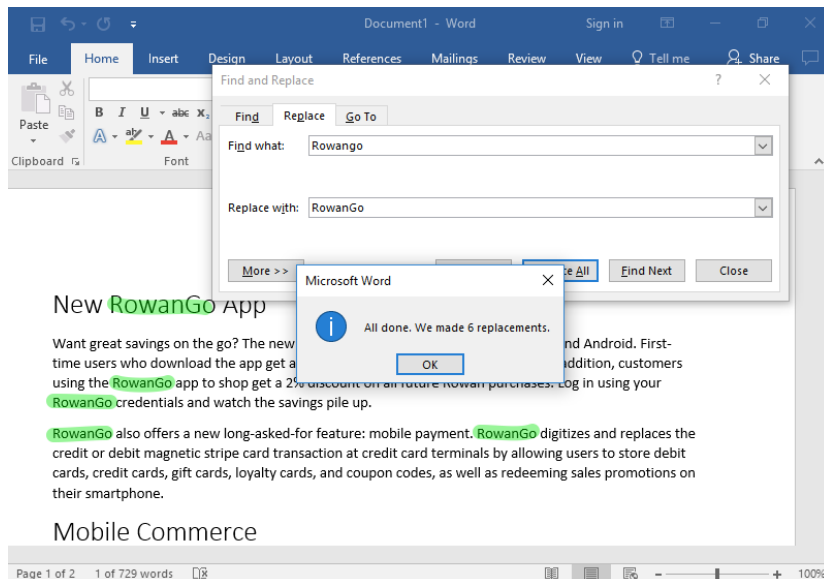 Document1 - Word Sign in
File Home Insert Design Layout References Mailings Review View Tell me Share
Find and Replace ?
Find Replace Go To
Paste B I U abc X₂
A aby A Aa
Find what: Rowango
Clipboard Font
Replace with: RowanGo
More >> All Find Next Close
Microsoft Word
All done. We made 6 replacements.
OK
New RowanGo App
Want great savings on the go? The new nd Android. First-
time users who download the app get a addition, customers
using the RowanGo app to shop get a 2% discount on all future Rowan purchases. Log in using your
RowanGo credentials and watch the savings pile up.
RowanGo also offers a new long-asked-for feature: mobile payment. RowanGo digitizes and replaces the
credit or debit magnetic stripe card transaction at credit card terminals by allowing users to store debit
cards, credit cards, gift cards, loyalty cards, and coupon codes, as well as redeeming sales promotions on
their smartphone.
Mobile Commerce
Page 1 of 2 1 of 729 words 100%